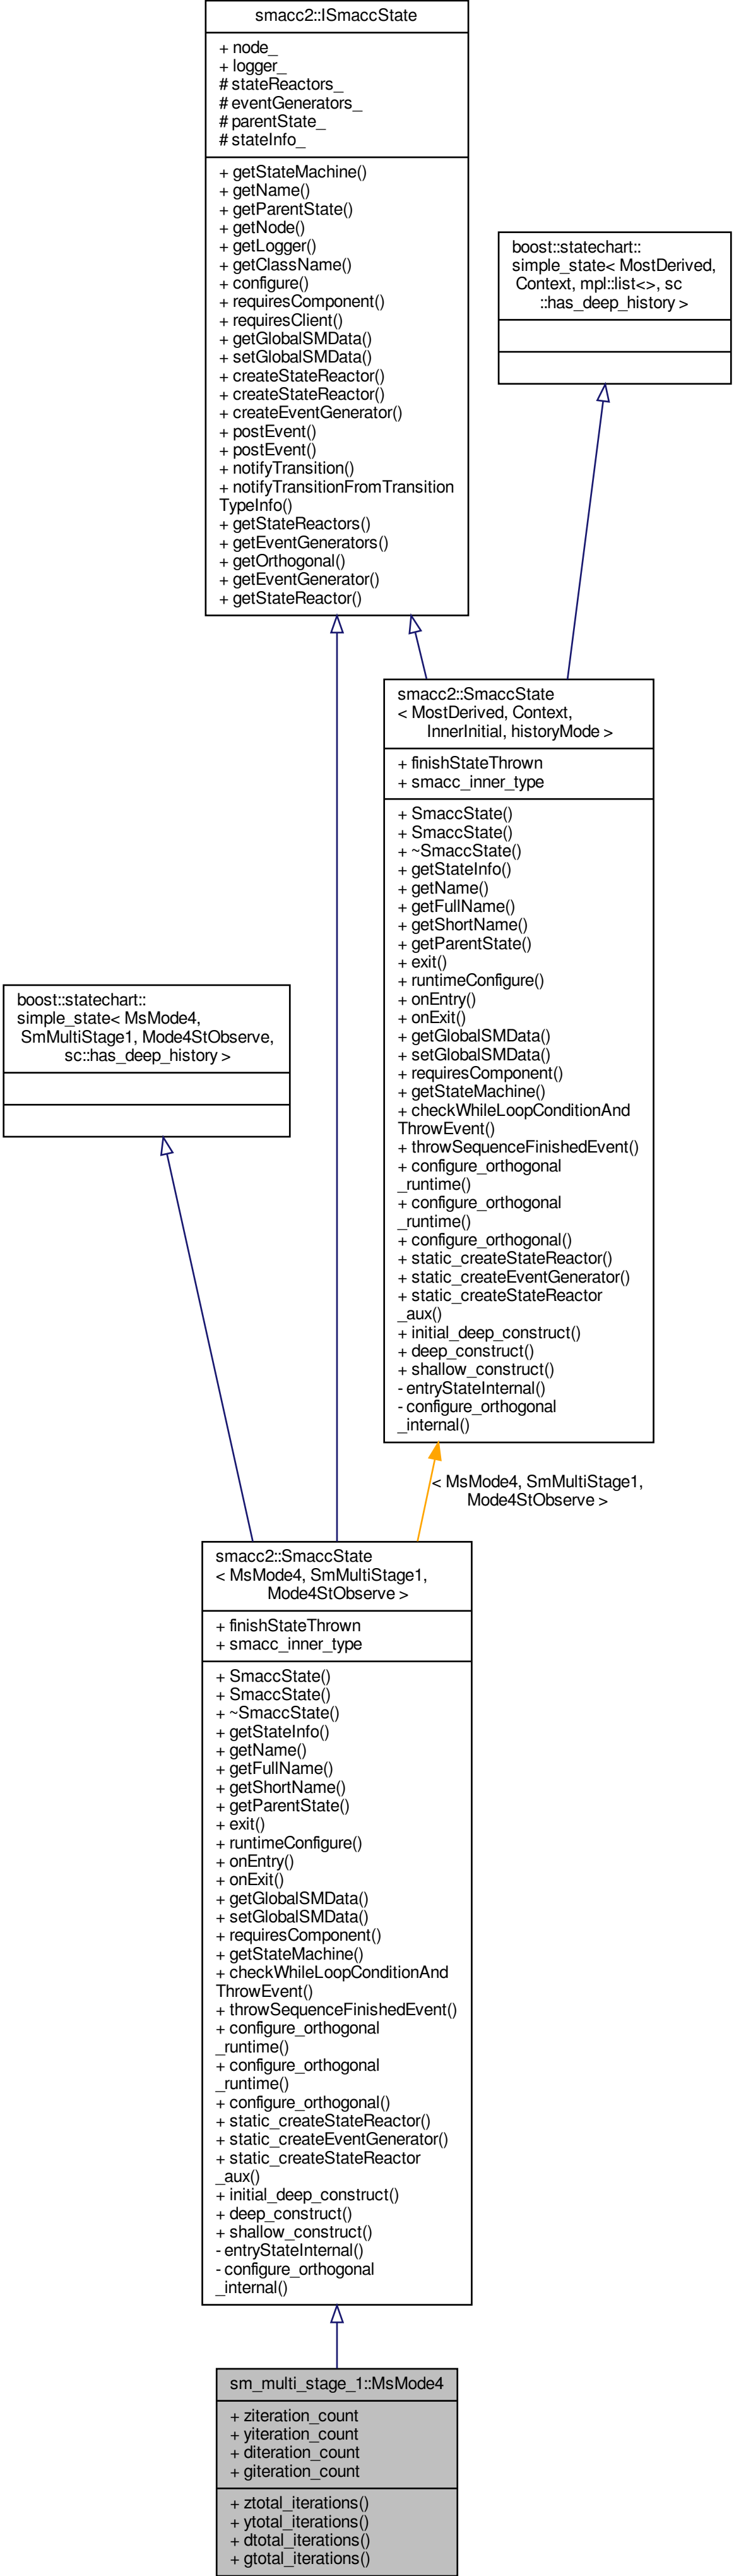 smacc2::ISmaccState
+ node_
+ logger_
# stateReactors_
# eventGenerators_
# parentState_
# stateInfo_
+ getStateMachine()
+ getName()
+ getParentState()
+ getNode()
+ getLogger()
+ getClassName()
+ configure()
+ requiresComponent()
+ requiresClient()
+ getGlobalSMData()
+ setGlobalSMData()
+ createStateReactor()
+ createStateReactor()
+ createEventGenerator()
+ postEvent()
+ postEvent()
+ notifyTransition()
+ notifyTransitionFromTransition
TypeInfo()
+ getStateReactors()
+ getEventGenerators()
+ getOrthogonal()
+ getEventGenerator()
+ getStateReactor()
boost::statechart::
simple_state< MostDerived,
Context, mpl::list<>, sc
::has_deep_history >
smacc2::SmaccState
< MostDerived, Context,
InnerInitial, historyMode >
+ finishStateThrown
+ smacc_inner_type
+ SmaccState()
+ SmaccState()
+ ~SmaccState()
+ getStateInfo()
+ getName()
+ getFullName()
+ getShortName()
+ getParentState()
+ exit()
+ runtimeConfigure()
+ onEntry()
+ onExit()
+ getGlobalSMData()
+ setGlobalSMData()
+ requiresComponent()
+ getStateMachine()
+ checkWhileLoopConditionAnd
ThrowEvent()
+ throwSequenceFinishedEvent()
+ configure_orthogonal
_runtime()
+ configure_orthogonal
_runtime()
+ configure_orthogonal()
+ static_createStateReactor()
+ static_createEventGenerator()
+ static_createStateReactor
_aux()
+ initial_deep_construct()
+ deep_construct()
+ shallow_construct()
- entryStateInternal()
- configure_orthogonal
_internal()
boost::statechart::
simple_state< MsMode4,
SmMultiStage1, Mode4StObserve,
sc::has_deep_history >
< MsMode4, SmMultiStage1,
Mode4StObserve >
smacc2::SmaccState
< MsMode4, SmMultiStage1,
Mode4StObserve >
+ finishStateThrown
+ smacc_inner_type
+ SmaccState()
+ SmaccState()
+ ~SmaccState()
+ getStateInfo()
+ getName()
+ getFullName()
+ getShortName()
+ getParentState()
+ exit()
+ runtimeConfigure()
+ onEntry()
+ onExit()
+ getGlobalSMData()
+ setGlobalSMData()
+ requiresComponent()
+ getStateMachine()
+ checkWhileLoopConditionAnd
ThrowEvent()
+ throwSequenceFinishedEvent()
+ configure_orthogonal
_runtime()
+ configure_orthogonal
_runtime()
+ configure_orthogonal()
+ static_createStateReactor()
+ static_createEventGenerator()
+ static_createStateReactor
_aux()
+ initial_deep_construct()
+ deep_construct()
+ shallow_construct()
- entryStateInternal()
- configure_orthogonal
_internal()
sm_multi_stage_1::MsMode4
+ ziteration_count
+ yiteration_count
+ diteration_count
+ giteration_count
+ ztotal_iterations()
+ ytotal_iterations()
+ dtotal_iterations()
+ gtotal_iterations()